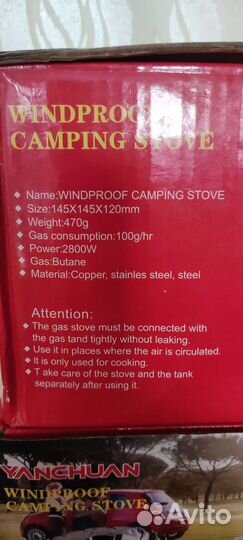 WINDPROOF
CAMPING STOVE
◆ Name:WINDPROOF CAMPING STOVE
◆ Size:145X145X120mm
◆ Weight:470g
◆ Gas consumption:100g/hr
◆ Power:2800W
◆ Gas:Butane
◆ Material:Copper, stainles steel, steel
Attention:
◆ The gas stove must be connected with
the gas tand tightly without leaking.
◆ Use it in places where the air is circulated.
◆ It is only used for cooking.
◆ T ake care of the stove and the tank
separately after using it.
YANCHUAN
WINDPROOF
CAMPING STOVE
Avito